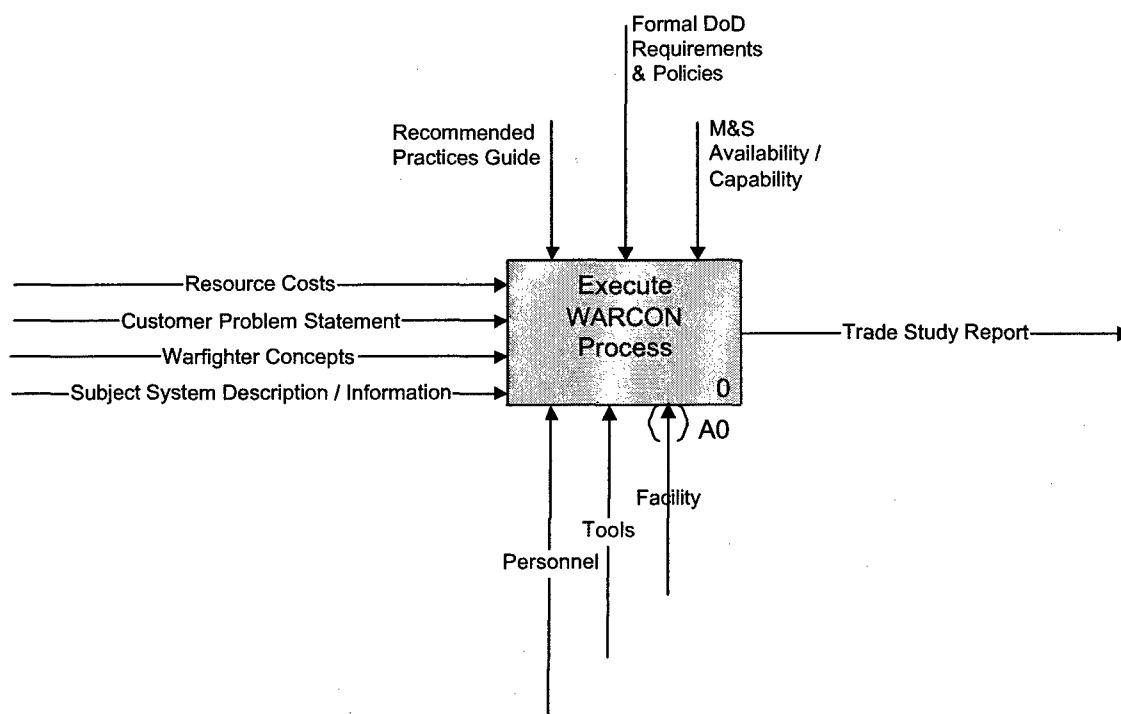 Formal DoD
Requirements
& Policies
Recommended
Practices Guide
M&S
Availability /
Capability
Resource Costs
Customer Problem Statement
Warfighter Concepts
Subject System Description / Information
Execute
WARCON
Process
0
Trade Study Report
( ) A0
Facility
Tools
Personnel